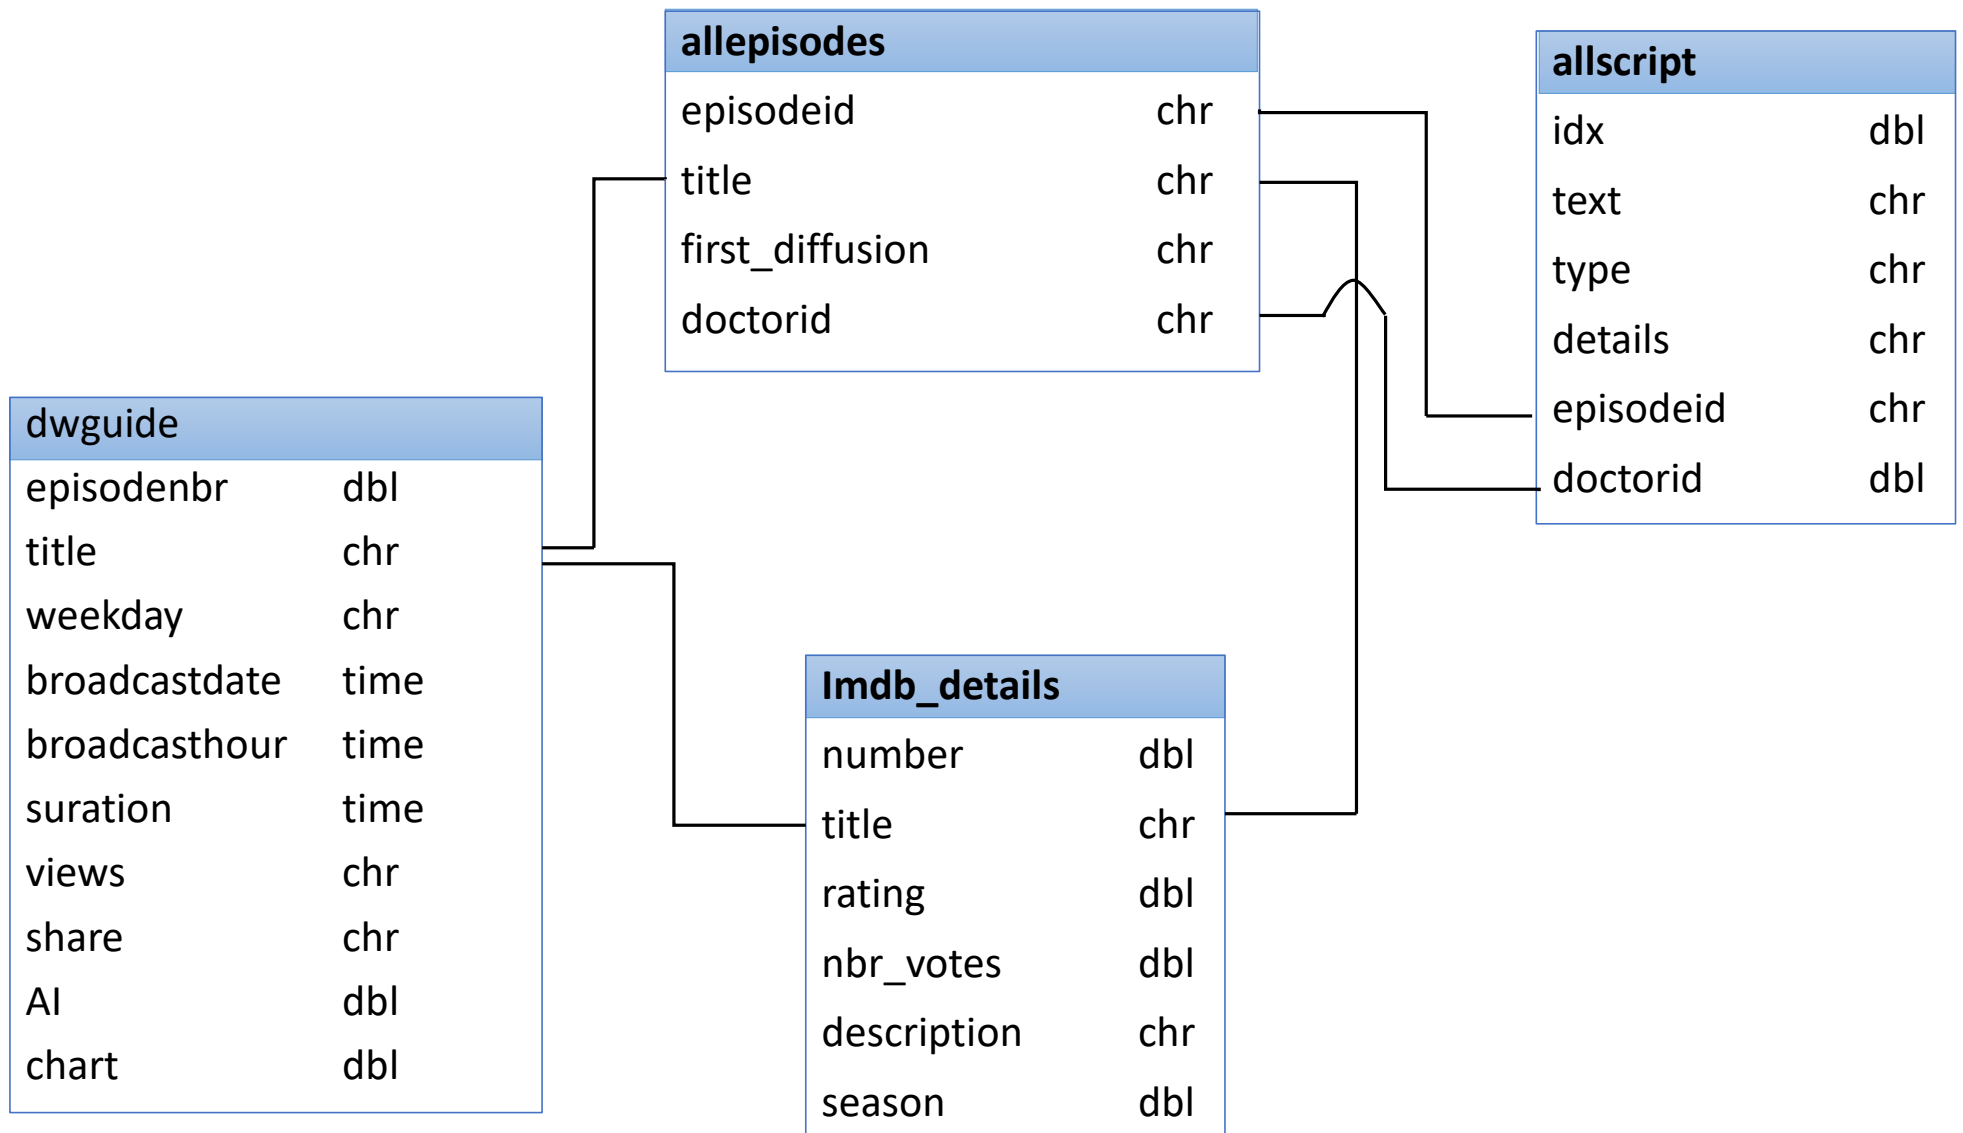 allepisodes
episodeid chr
title chr
first_diffusion chr
doctorid chr
allscript
idx dbl
text chr
type chr
details chr
episodeid chr
doctorid dbl
dwguide
episodenbr dbl
title chr
weekday chr
broadcastdate time
broadcasthour time
suration time
views chr
share chr
AI dbl
chart dbl
Imdb_details
number dbl
title chr
rating dbl
nbr_votes dbl
description chr
season dbl